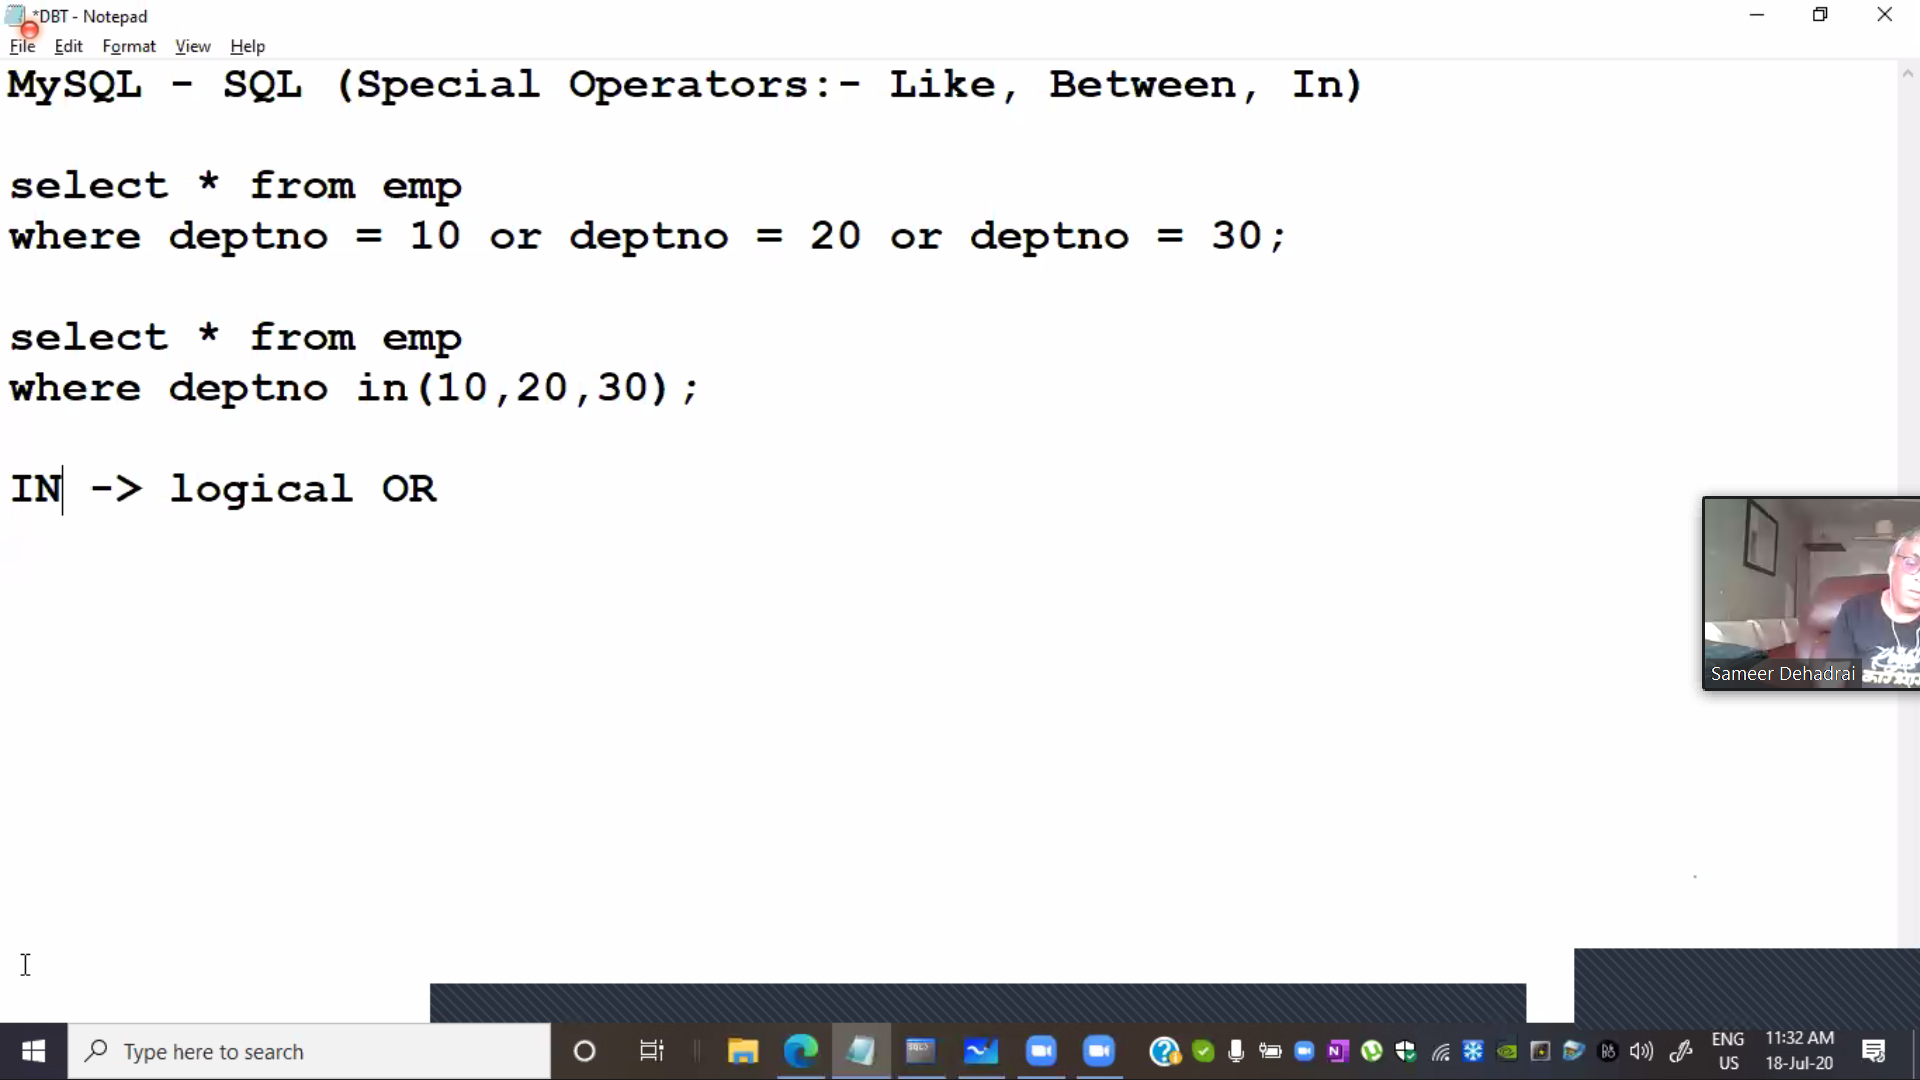 *DBT - Notepad
File Edit Format View Help
MySQL - SQL (Special Operators:- Like, Between, In)
select * from emp
where deptno = 10 or deptno = 20 or deptno = 30;
select * from emp
where deptno in(10,20,30);
IN -> logical OR
Sameer Dehadrai
Type here to search
ENG
US
11:32 AM
18-Jul-20